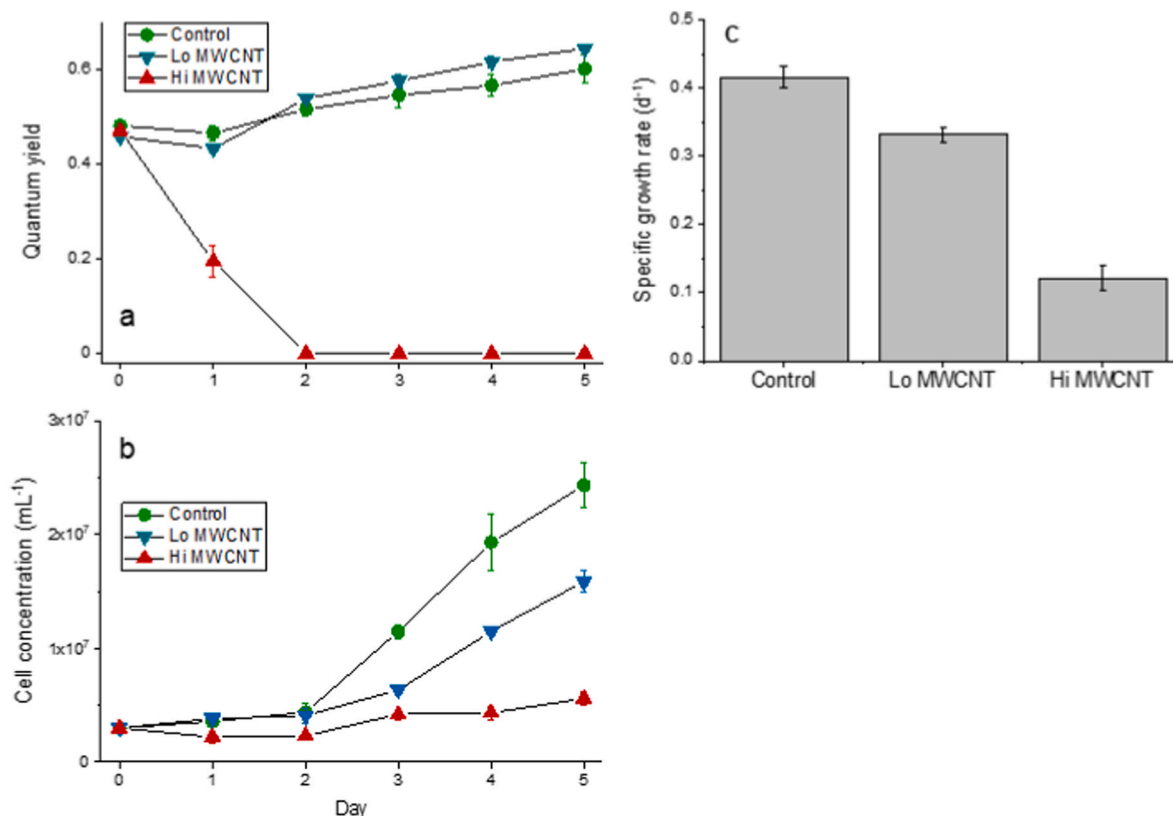 Control
Lo MWCNT
Hi MWCNT
0.6
0.4
0.2
0
Quantum yield
a
0 1 2 3 4 5
C
0.5
0.4
0.3
0.2
0.1
0.0
Specific growth rate (d⁻¹)
Control Lo MWCNT Hi MWCNT
b
Control
Lo MWCNT
Hi MWCNT
3x10⁷
2x10⁷
1x10⁷
0
Cell concentration (mL⁻¹)
0 1 2 3 4 5
Day